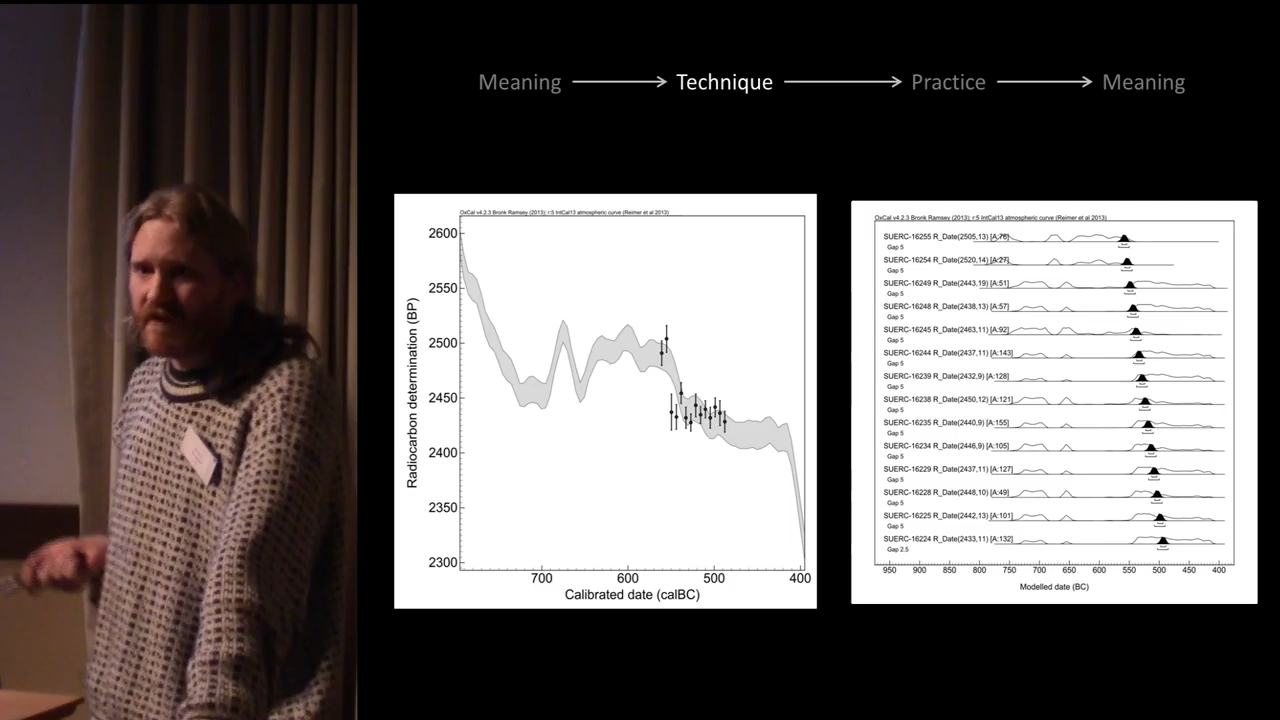 Meaning Technique Practice Meaning
OxCal v4.2.3 Bronk Ramsey (2013); r:5 IntCal13 atmospheric curve (Reimer et al 2013)
2600
2550
2500
2450
2400
2350
2300
Radiocarbon determination (BP)
700 600 500 400
Calibrated date (calBC)
OxCal v4.2.3 Bronk Ramsey (2013); r:5 IntCal13 atmospheric curve (Reimer et al 2013)
SUERC-16255 R_Date(2505,13) [A:76]
Gap 5
SUERC-16254 R_Date(2520,14) [A:27]
Gap 5
SUERC-16249 R_Date(2443,19) [A:51]
Gap 5
SUERC-16248 R_Date(2438,13) [A:57]
Gap 5
SUERC-16245 R_Date(2463,11) [A:92]
Gap 5
SUERC-16244 R_Date(2437,11) [A:143]
Gap 5
SUERC-16239 R_Date(2432,9) [A:128]
Gap 5
SUERC-16238 R_Date(2450,12) [A:121]
Gap 5
SUERC-16235 R_Date(2440,9) [A:155]
Gap 5
SUERC-16234 R_Date(2446,9) [A:105]
Gap 5
SUERC-16229 R_Date(2437,11) [A:127]
Gap 5
SUERC-16228 R_Date(2448,10) [A:49]
Gap 5
SUERC-16225 R_Date(2442,13) [A:101]
Gap 5
SUERC-16224 R_Date(2433,11) [A:132]
Gap 2.5
950 900 850 800 750 700 650 600 550 500 450 400
Modelled date (BC)